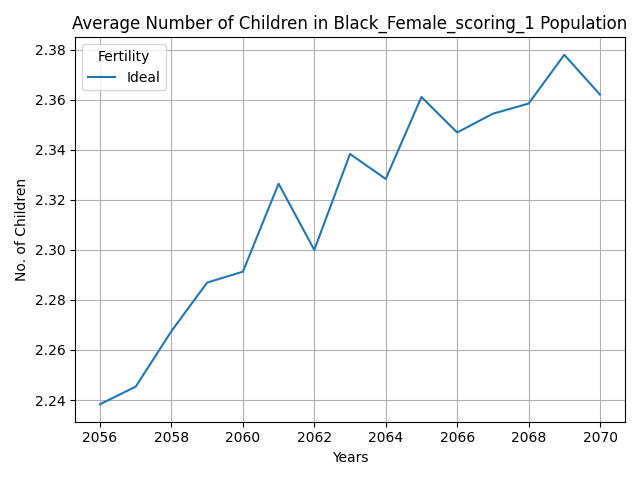 Average Number of Children in Black_Female_scoring_1 Population
Fertility
Ideal
2.38
2.36
2.34
2.32
2.30
2.28
2.26
2.24
No. of Children
2056 2058 2060 2062 2064 2066 2068 2070
Years